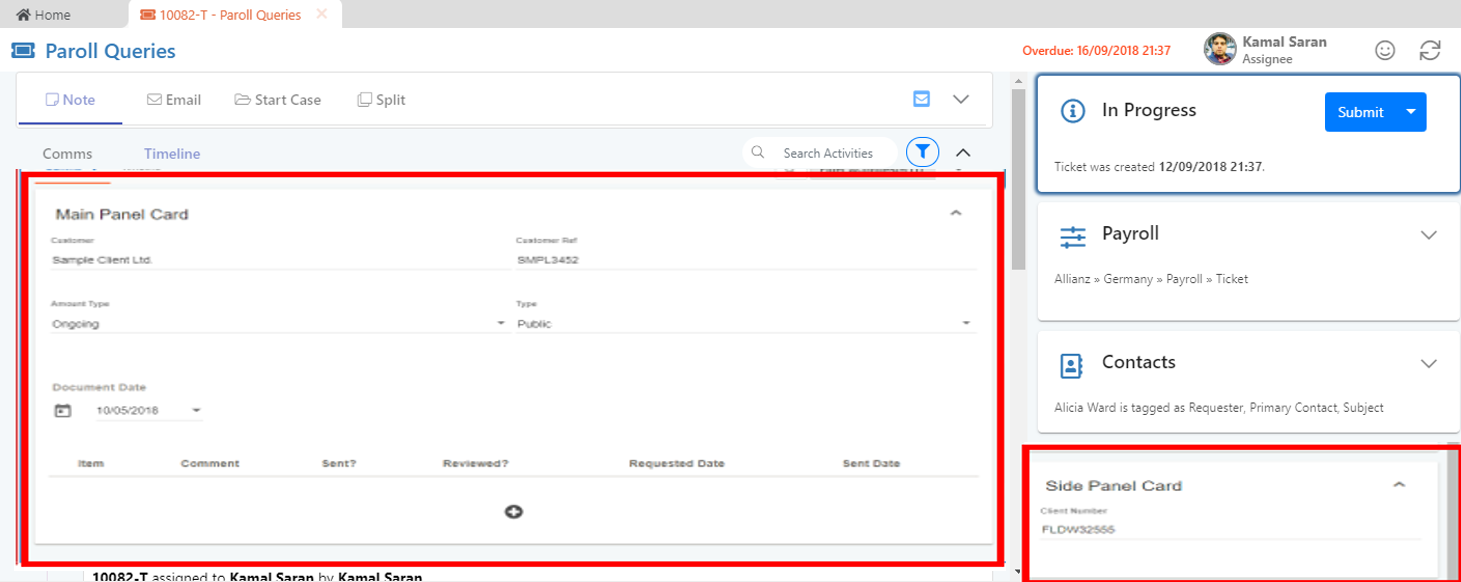 Home
10082-T - Paroll Queries
Paroll Queries
Overdue: 16/09/2018 21:37
Kamal Saran
Assignee
Note
Email
Start Case
Split
Comms
Timeline
Search Activities
Main Panel Card
Customer
Customer Ref
Sample Client Ltd.
SMPL3452
Amount Type
Type
Ongoing
Public
Document Date
10/05/2018
Item Comment Sent? Reviewed? Requested Date Sent Date
10082-T assigned to Kamal Saran by Kamal Saran
In Progress
Submit
Ticket was created 12/09/2018 21:37.
Payroll
Allianz » Germany » Payroll » Ticket
Contacts
Alicia Ward is tagged as Requester, Primary Contact, Subject
Side Panel Card
Client Number
FLDW32555